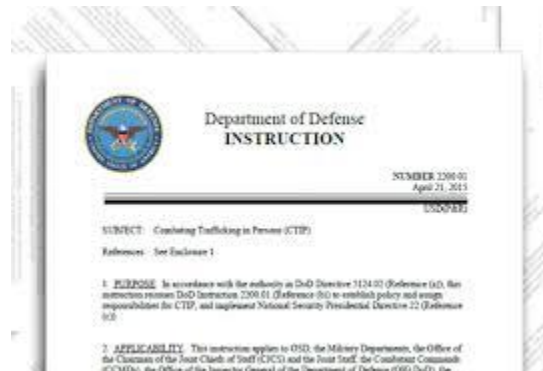 Department of Defense
INSTRUCTION
NUMBER 2200.01
April 21, 2015
USD(P&R)
SUBJECT: Combating Trafficking in Persons (CTIP)
References: See Enclosure 1
1. PURPOSE. In accordance with the authority in DoD Directive 5124.02 (Reference (a)), this
instruction reissues DoD Instruction 2200.01 (Reference (b)) to establish policy and assign
responsibilities for CTIP, and implement National Security Presidential Directive 22 (Reference
(c))
2. APPLICABILITY. This instruction applies to OSD, the Military Departments, the Office of
the Chairman of the Joint Chiefs of Staff (CJCS) and the Joint Staff, the Combatant Commands
(CCMDs), the Office of the Inspector General of the Department of Defense (OIG DoD), the